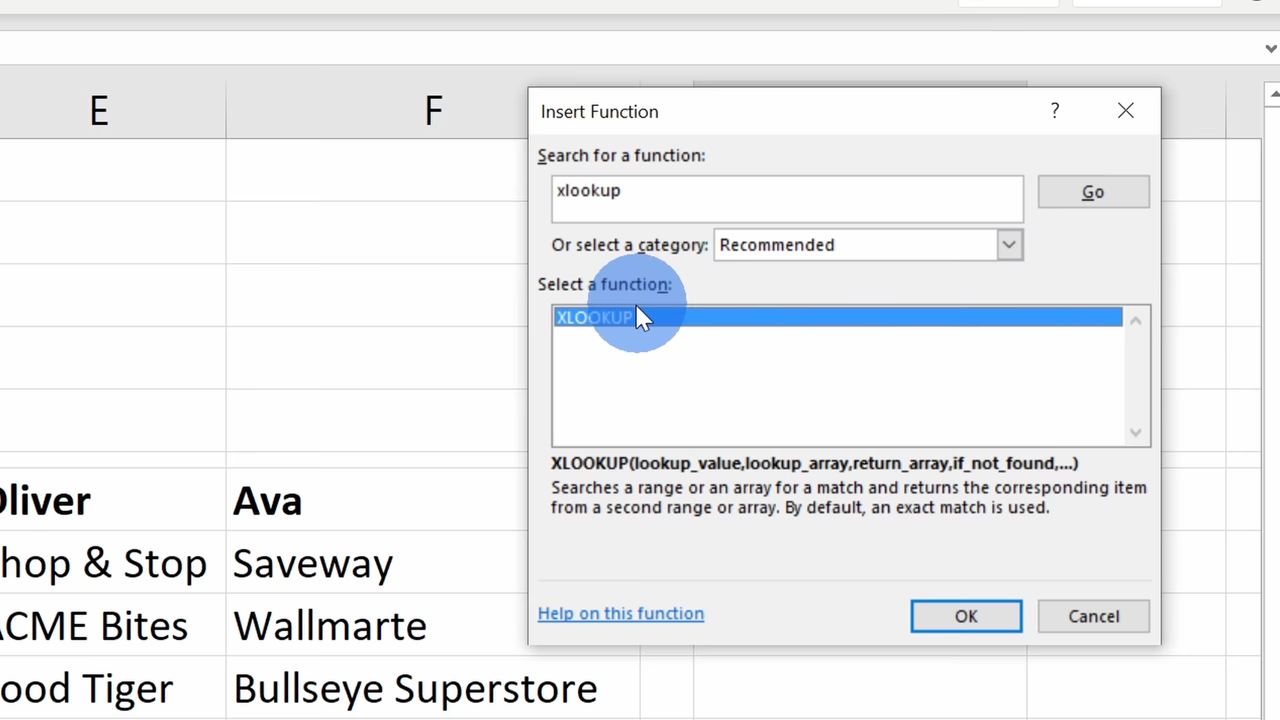 E
F
Insert Function
?
Search for a function:
xlookup
Go
Or select a category:
Recommended
Select a function:
XLOOKUP
XLOOKUP(lookup_value,lookup_array,return_array,if_not_found,...)
Searches a range or an array for a match and returns the corresponding item
from a second range or array. By default, an exact match is used.
Help on this function
OK
Cancel
Oliver
Ava
hop & Stop
Saveway
ACME Bites
Wallmarte
ood Tiger
Bullseye Superstore